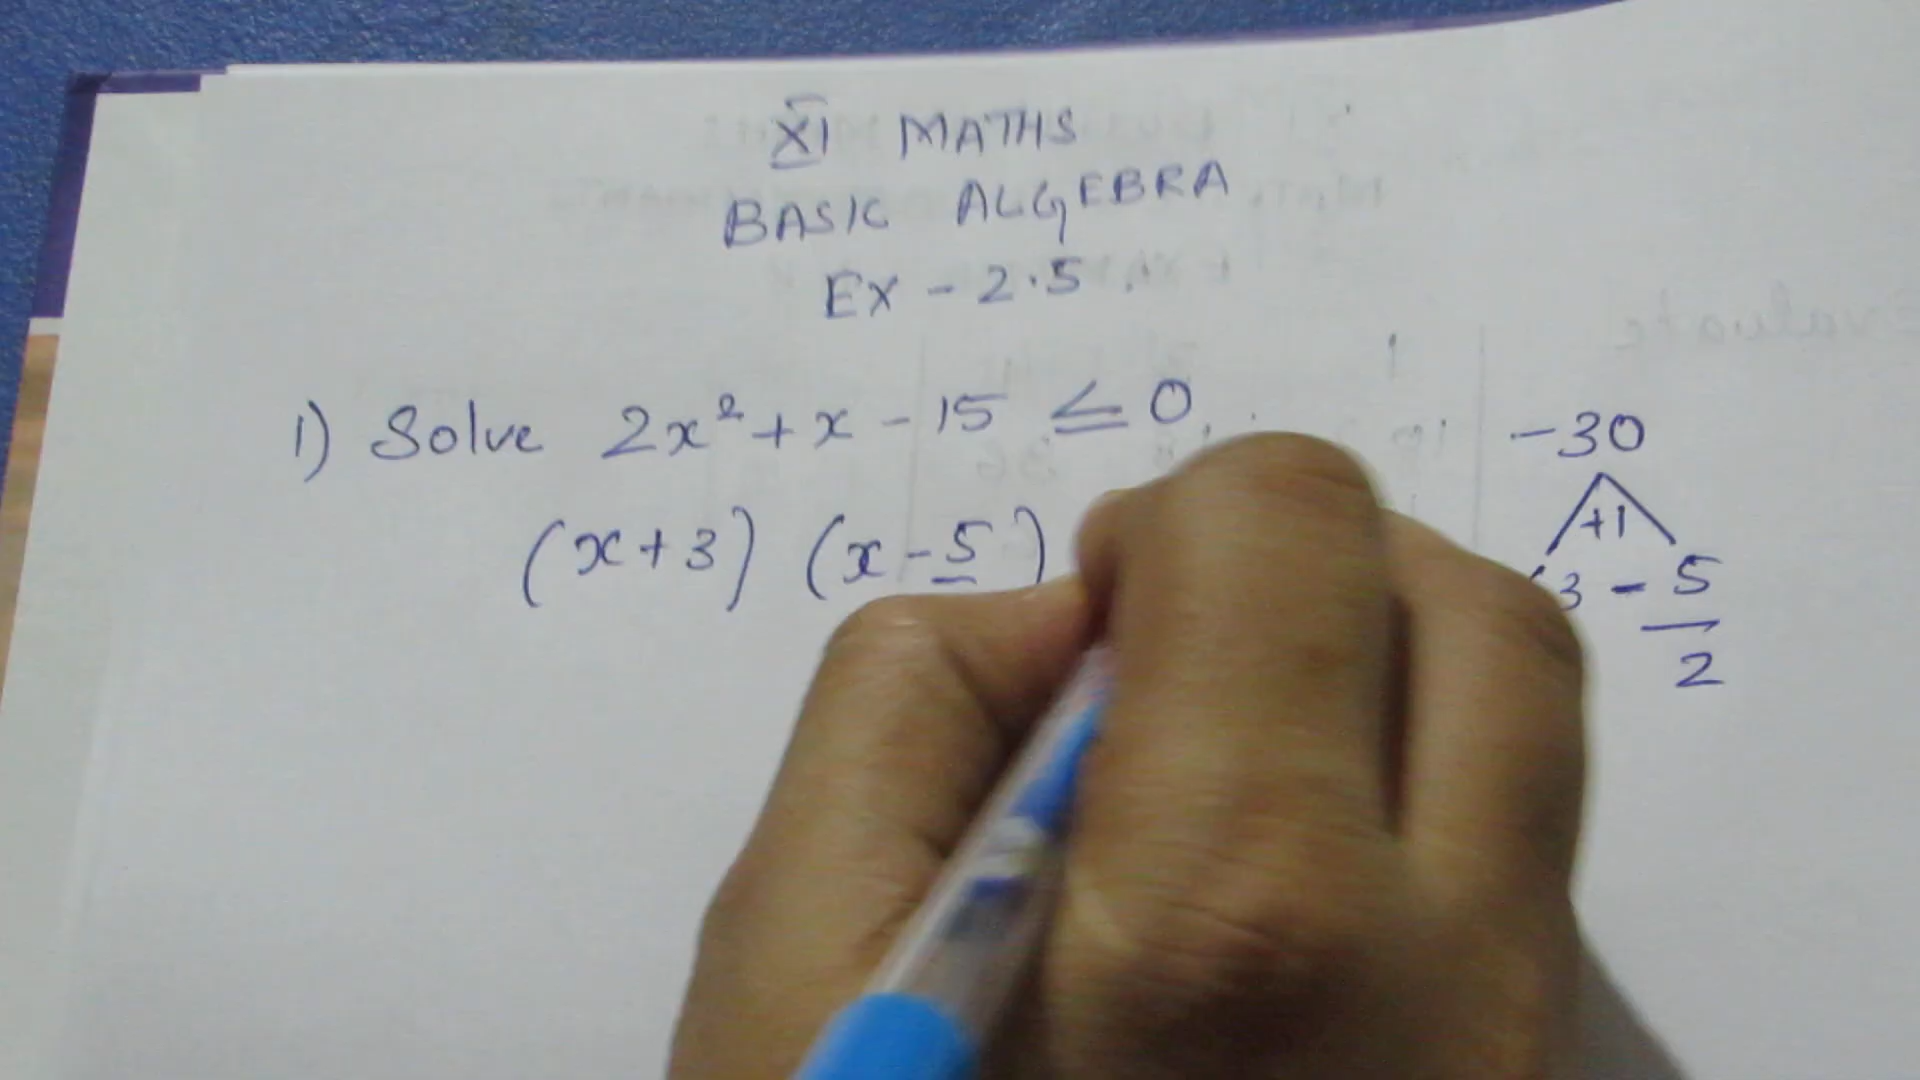 XI MATHS
BASIC ALGEBRA
EX - 2.5
1) Solve 2x² + x - 15 ≤ 0
(x+3) (x - 5)
-30
+1
3 - 5
2